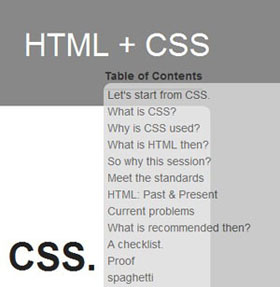 HTML + CSS
Table of Contents
Let's start from CSS.
What is CSS?
Why is CSS used?
What is HTML then?
So why this session?
Meet the standards
HTML: Past & Present
Current problems
What is recommended then?
A checklist.
Proof
spaghetti
CSS.